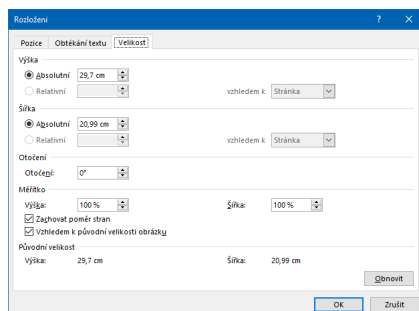 Rozložení ? ×
Pozice Obtékání textu Velikost
Výška
Absolutní 29,7 cm
Relativní vzhledem k Stránka
Šířka
Absolutní 20,99 cm
Relativní vzhledem k Stránka
Otočení
Otočení: 0°
Měřítko
Výška: 100 % Šířka: 100 %
Zachovat poměr stran
Vzhledem k původní velikosti obrázku
Původní velikost
Výška: 29,7 cm Šířka: 20,99 cm
Obnovit
OK Zrušit